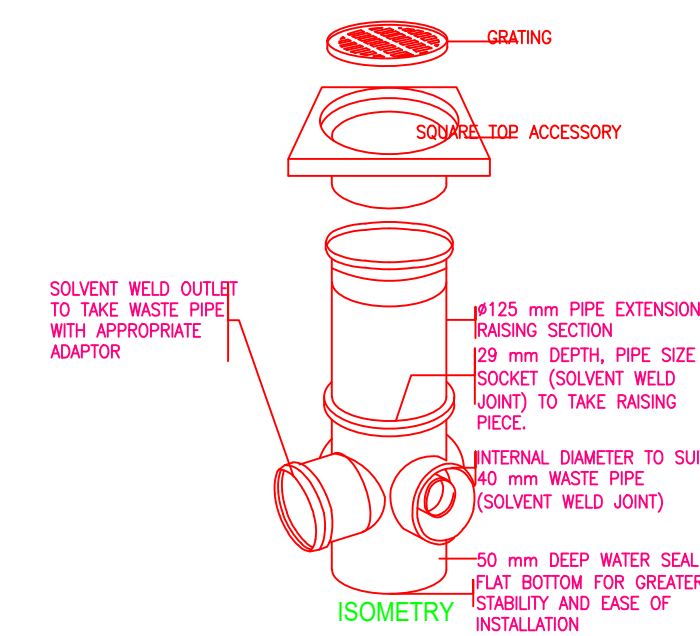 GRATING
SQUARE TOP ACCESSORY
SOLVENT WELD OUTLET
TO TAKE WASTE PIPE
WITH APPROPRIATE
ADAPTOR
ø125 mm PIPE EXTENSION
RAISING SECTION
29 mm DEPTH, PIPE SIZE
SOCKET (SOLVENT WELD
JOINT) TO TAKE RAISING
PIECE.
INTERNAL DIAMETER TO SUI
40 mm WASTE PIPE
(SOLVENT WELD JOINT)
50 mm DEEP WATER SEAL
FLAT BOTTOM FOR GREATER
STABILITY AND EASE OF
INSTALLATION
ISOMETRY